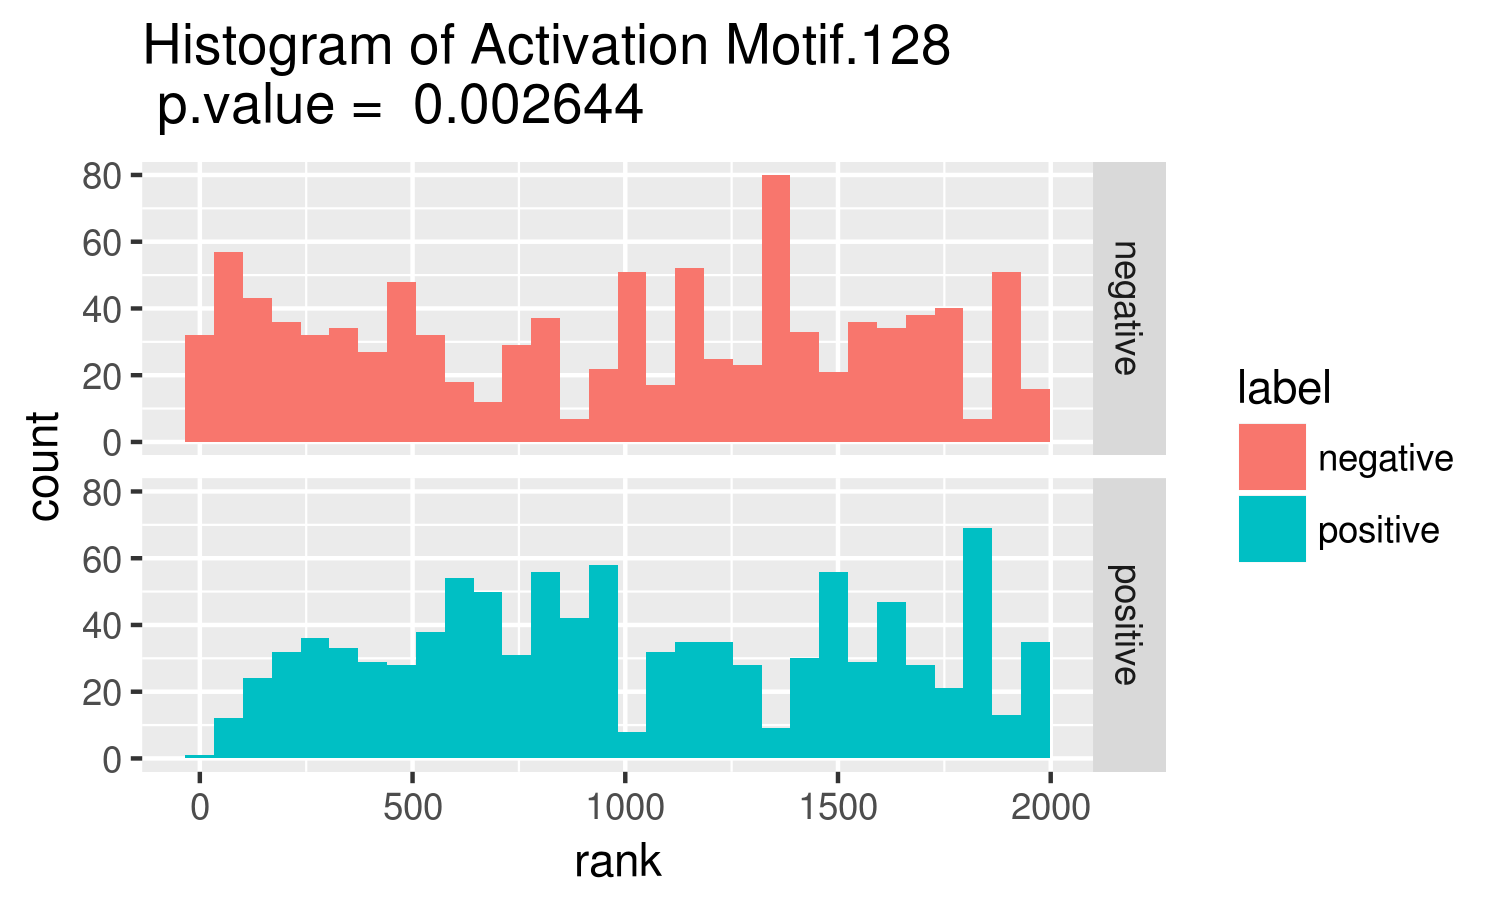 Histogram of Activation Motif.128
p.value =  0.002644
80
60
40
20
0
negative
80
60
40
20
0
positive
count
0 500 1000 1500 2000
rank
label
negative
positive